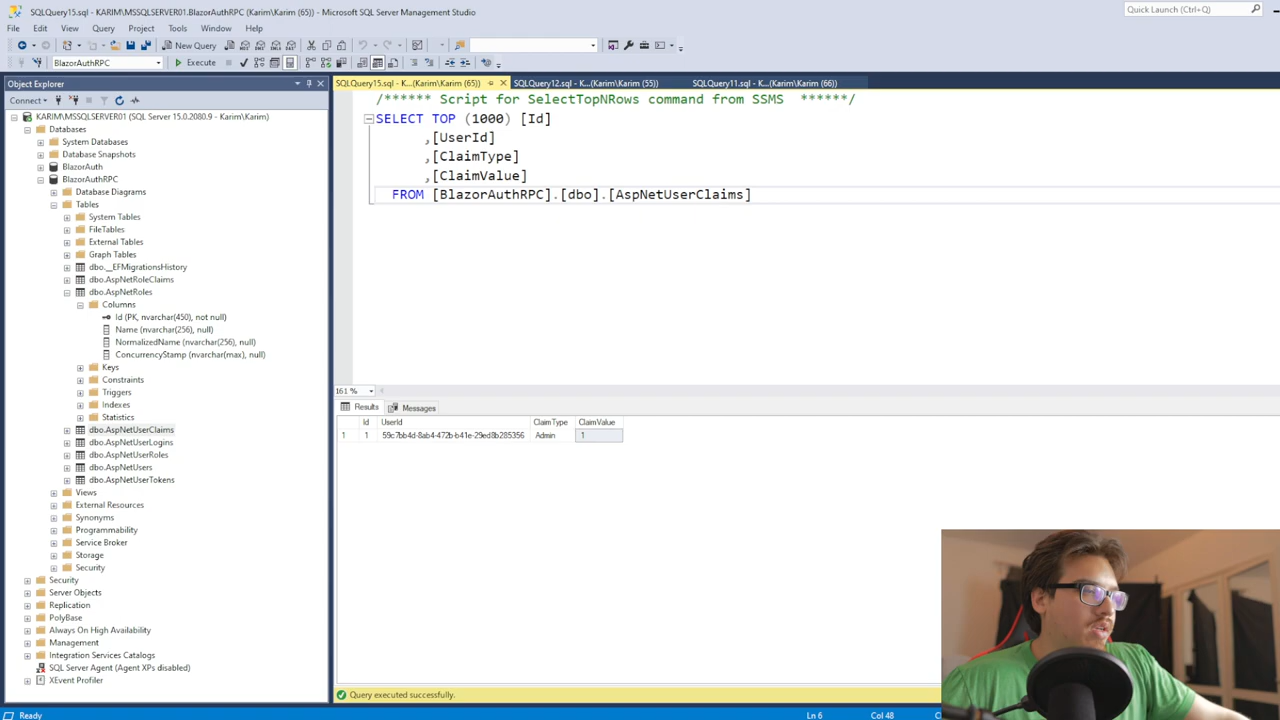 SQLQuery15.sql - KARIM\MSSQLSERVER01.BlazorAuthRPC (Karim\Karim (65)) - Microsoft SQL Server Management Studio
Quick Launch (Ctrl+Q)
File Edit View Query Project Tools Window Help
New Query
BlazorAuthRPC
Execute
Object Explorer
Connect
KARIM\MSSQLSERVER01 (SQL Server 15.0.2080.9 - Karim\Karim)
Databases
System Databases
Database Snapshots
BlazorAuth
BlazorAuthRPC
Database Diagrams
Tables
System Tables
FileTables
External Tables
Graph Tables
dbo.__EFMigrationsHistory
dbo.AspNetRoleClaims
dbo.AspNetRoles
Columns
Id (PK, nvarchar(450), not null)
Name (nvarchar(256), null)
NormalizedName (nvarchar(256), null)
ConcurrencyStamp (nvarchar(max), null)
Keys
Constraints
Triggers
Indexes
Statistics
dbo.AspNetUserClaims
dbo.AspNetUserLogins
dbo.AspNetUserRoles
dbo.AspNetUsers
dbo.AspNetUserTokens
Views
External Resources
Synonyms
Programmability
Service Broker
Storage
Security
Security
Server Objects
Replication
PolyBase
Always On High Availability
Management
Integration Services Catalogs
SQL Server Agent (Agent XPs disabled)
XEvent Profiler
SQLQuery15.sql - K...(Karim\Karim (65)) SQLQuery12.sql - K...(Karim\Karim (55)) SQLQuery11.sql - K...(Karim\Karim (66))
/****** Script for SelectTopNRows command from SSMS ******/
SELECT TOP (1000) [Id]
,[UserId]
,[ClaimType]
,[ClaimValue]
FROM [BlazorAuthRPC].[dbo].[AspNetUserClaims]
161 %
Results Messages
Id UserId ClaimType ClaimValue
1 1 59c7bb4d-8ab4-472b-b41e-29ed8b285356 Admin 1
Query executed successfully.
Ready Ln 6 Col 48